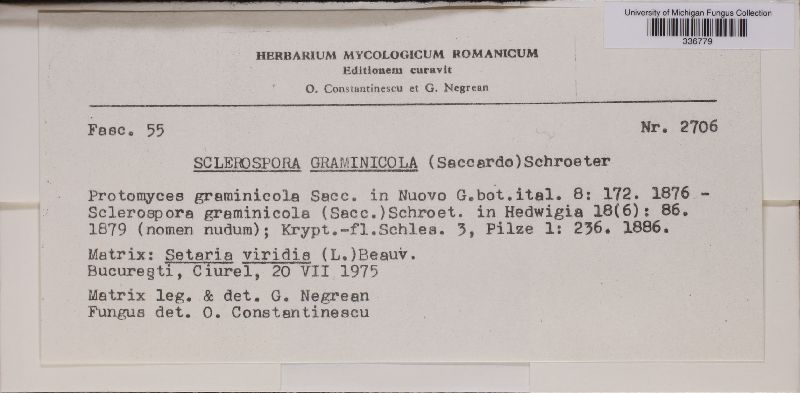 University of Michigan Fungus Collection
336779
HERBARIUM MYCOLOGICUM ROMANICUM
Editionem curavit
O. Constantinescu et G. Negrean
Fasc. 55
Nr. 2706
SCLEROSPORA GRAMINICOLA (Saccardo)Schroeter
Protomyces graminicola Sacc. in Nuovo G.bot.ital. 8: 172. 1876 -
Sclerospora graminicola (Sacc.)Schroet. in Hedwigia 18(6): 86.
1879 (nomen nudum); Krypt.-fl.Schles. 3, Pilze 1: 236. 1886.
Matrix: Setaria viridis (L.)Beauv.
București, Ciurel, 20 VII 1975
Matrix leg. & det. G. Negrean
Fungus det. O. Constantinescu